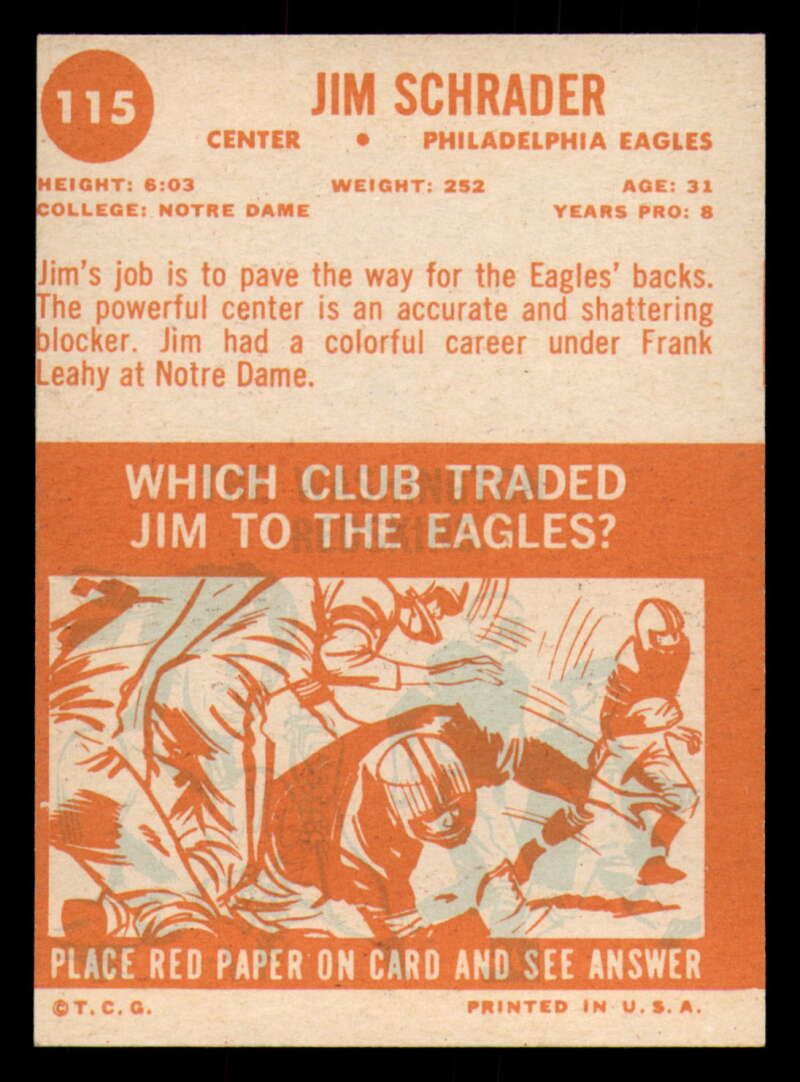 115
JIM SCHRADER
CENTER • PHILADELPHIA EAGLES
HEIGHT: 6:03 WEIGHT: 252 AGE: 31
COLLEGE: NOTRE DAME YEARS PRO: 8
Jim's job is to pave the way for the Eagles' backs.
The powerful center is an accurate and shattering
blocker. Jim had a colorful career under Frank
Leahy at Notre Dame.
WHICH CLUB TRADED
JIM TO THE EAGLES?
THE WASHINGTON
REDSKINS
PLACE RED PAPER ON CARD AND SEE ANSWER
©T.C.G. PRINTED IN U.S.A.